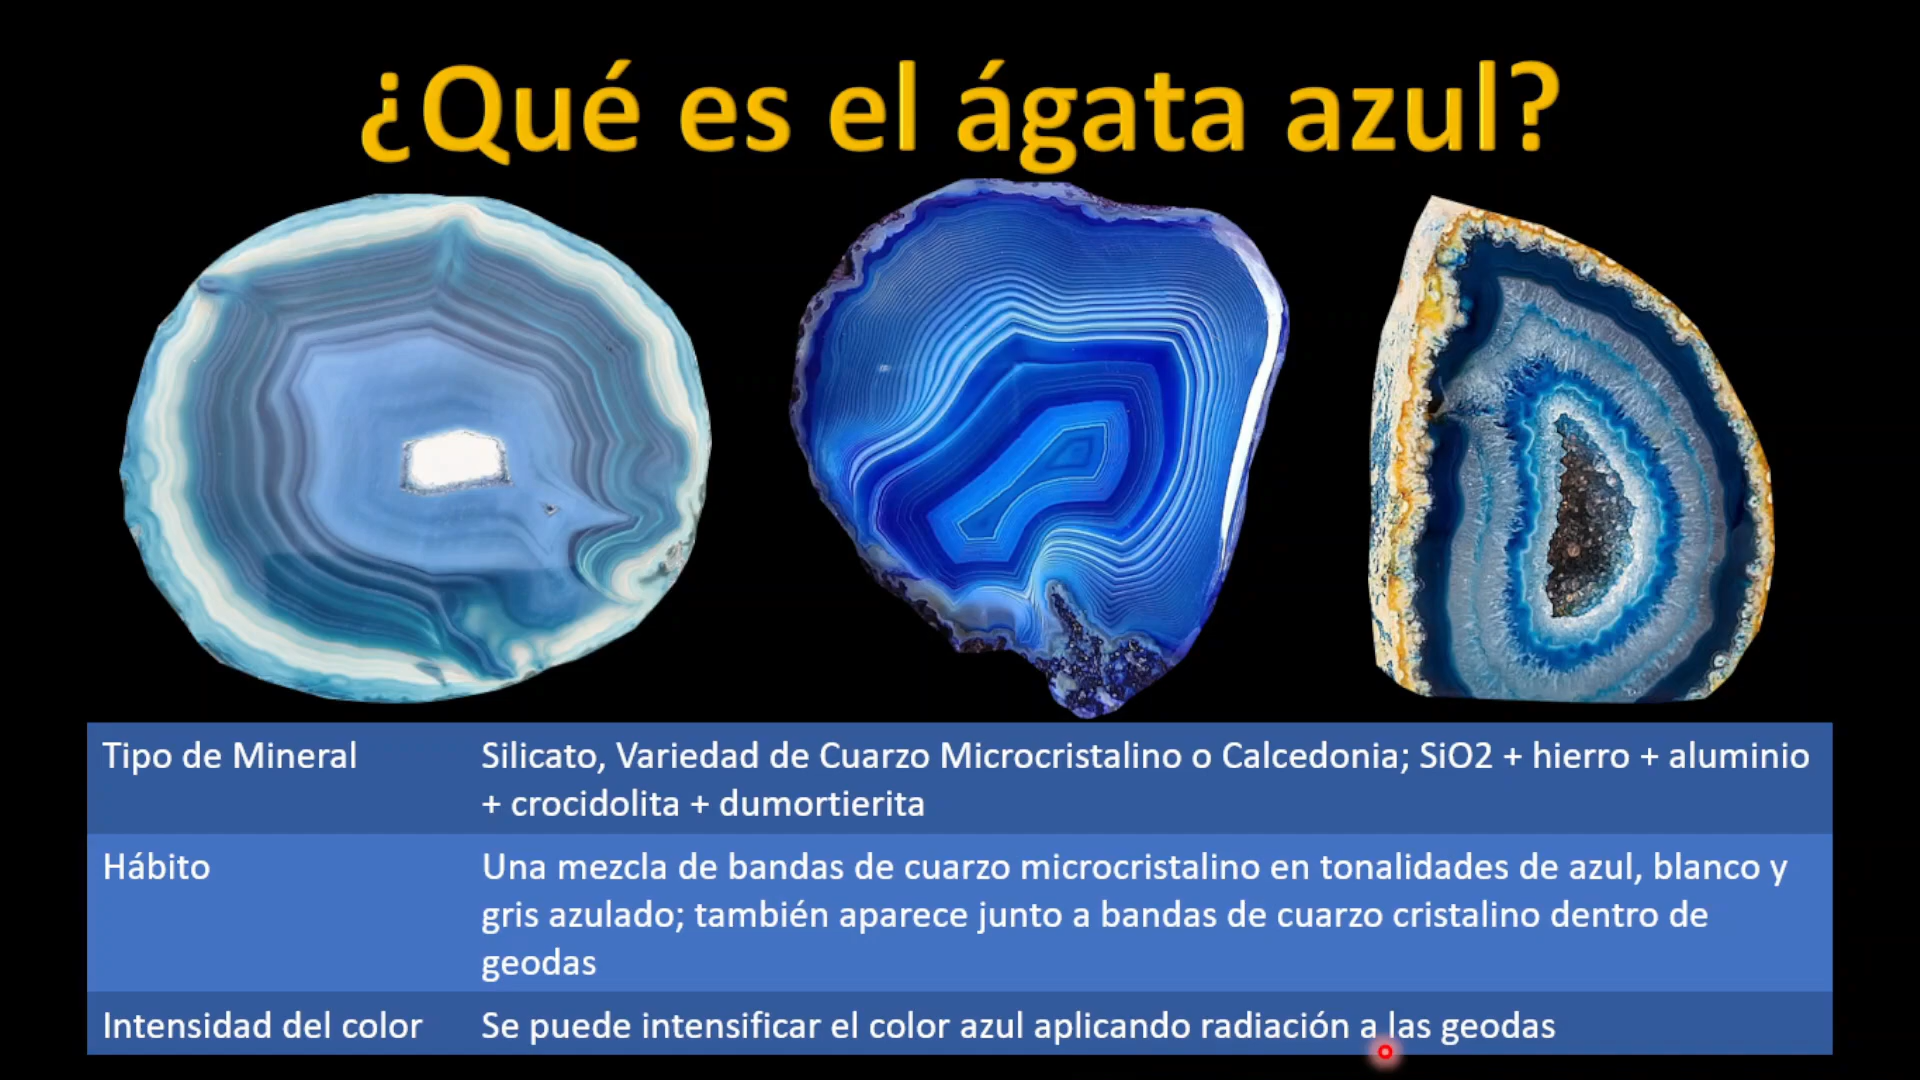 ¿Qué es el ágata azul?
Tipo de Mineral
Silicato, Variedad de Cuarzo Microcristalino o Calcedonia; SiO2 + hierro + aluminio
+ crocidolita + dumortierita
Hábito
Una mezcla de bandas de cuarzo microcristalino en tonalidades de azul, blanco y
gris azulado; también aparece junto a bandas de cuarzo cristalino dentro de
geodas
Intensidad del color
Se puede intensificar el color azul aplicando radiación a las geodas